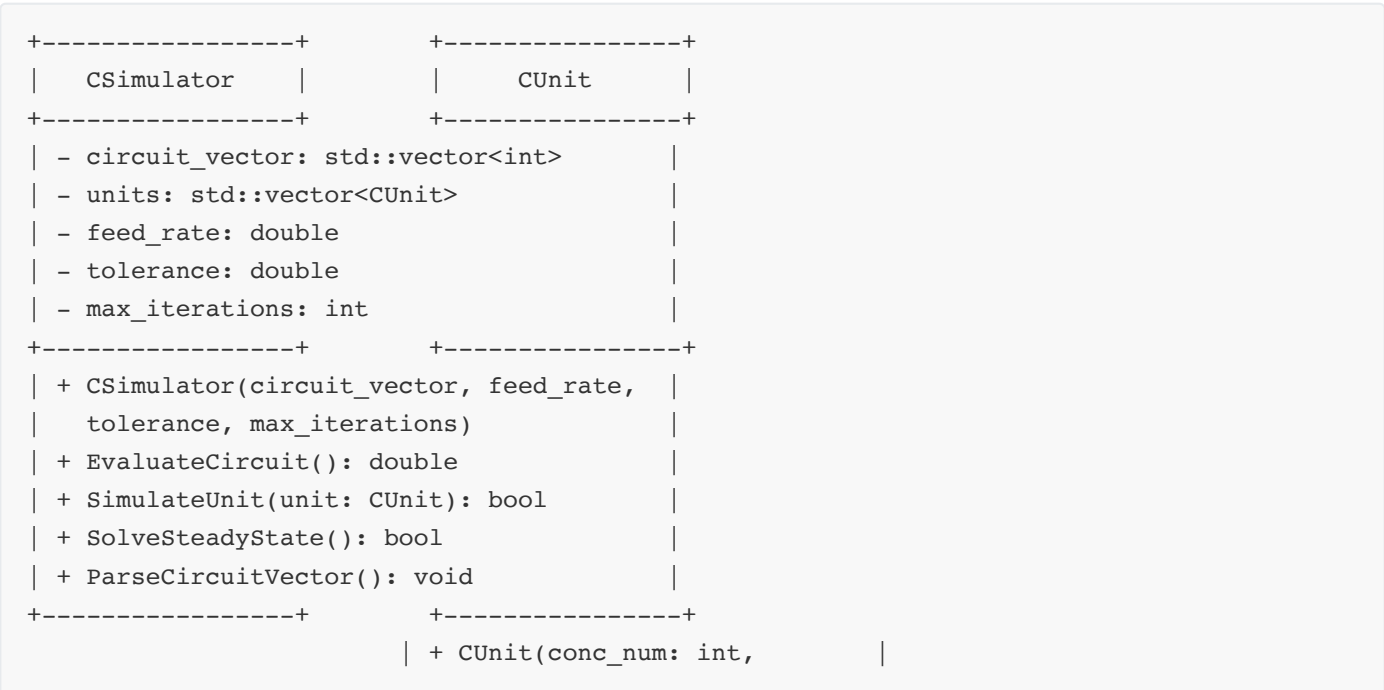 +-----------------+        +----------------+
|   CSimulator    |        |     CUnit      |
+-----------------+        +----------------+
| - circuit_vector: std::vector<int>       |
| - units: std::vector<CUnit>              |
| - feed_rate: double                      |
| - tolerance: double                      |
| - max_iterations: int                    |
+-----------------+        +----------------+
| + CSimulator(circuit_vector, feed_rate,  |
|   tolerance, max_iterations)             |
| + EvaluateCircuit(): double              |
| + SimulateUnit(unit: CUnit): bool        |
| + SolveSteadyState(): bool               |
| + ParseCircuitVector(): void             |
+-----------------+        +----------------+
                         | + CUnit(conc_num: int,        |